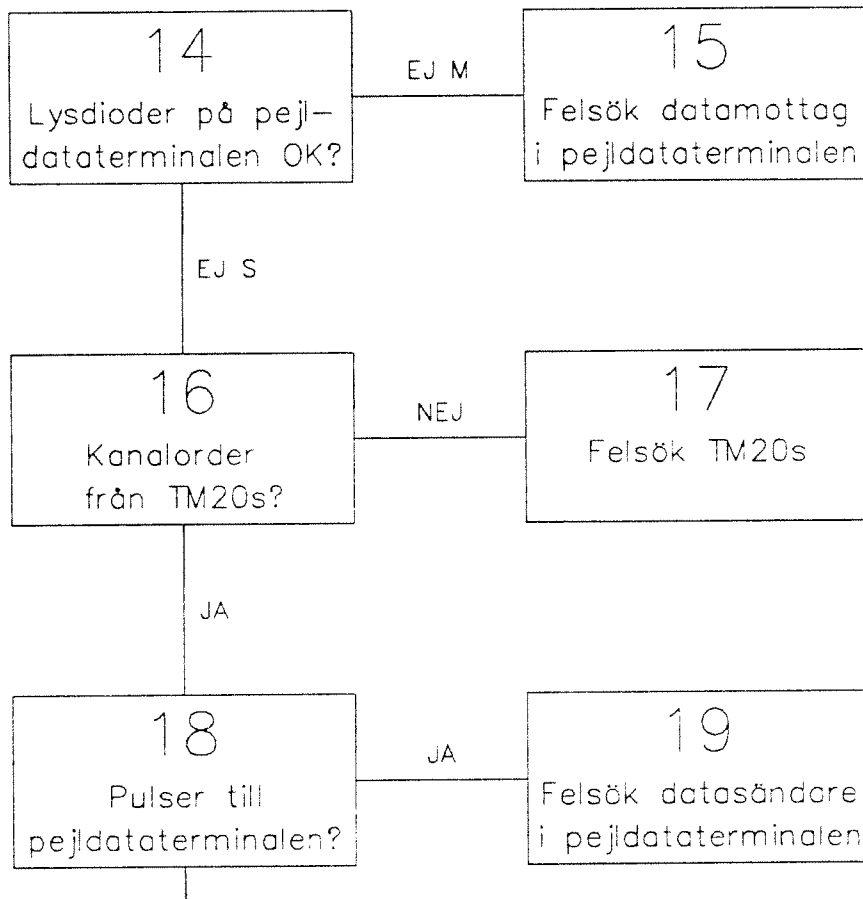 14
Lysdioder på pejl-
dataterminalen OK?
EJ M
15
Felsök datamottag
i pejldataterminalen
EJ S
16
Kanalorder
från TM20s?
NEJ
17
Felsök TM20s
JA
18
Pulser till
pejldataterminalen?
JA
19
Felsök datasändare
i pejldataterminalen